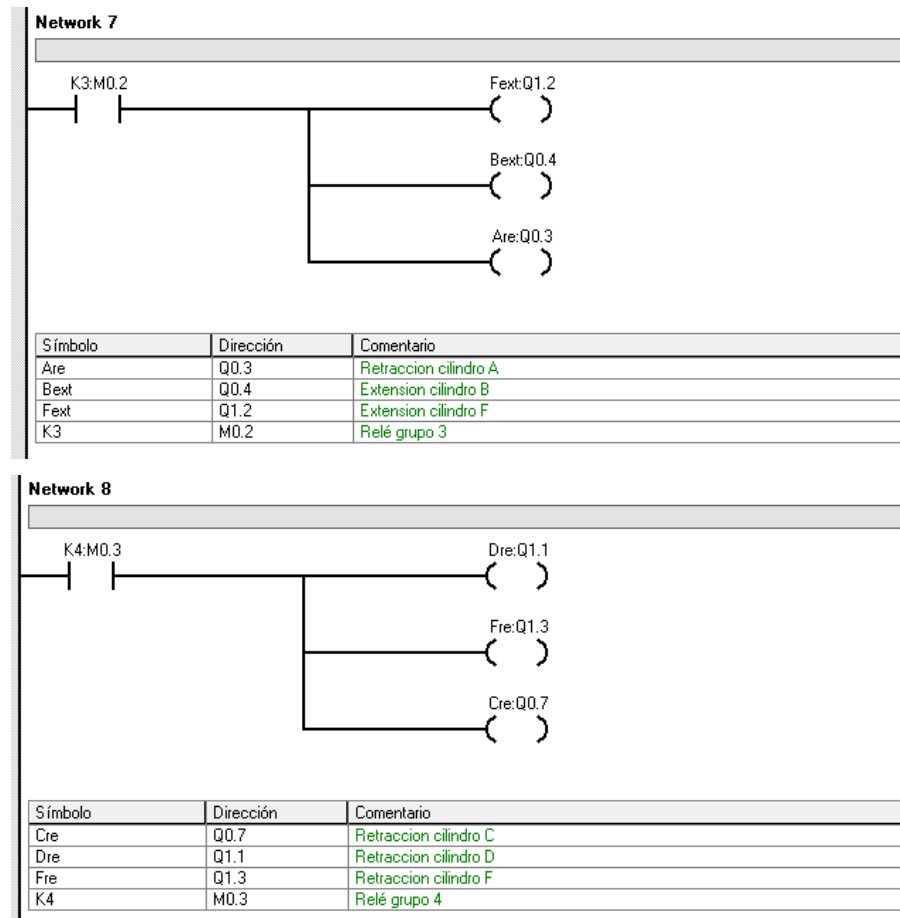 Network 7
K3:M0.2
Fext:Q1.2
Bext:Q0.4
Are:Q0.3
Símbolo Dirección Comentario
Are Q0.3 Retraccion cilindro A
Bext Q0.4 Extension cilindro B
Fext Q1.2 Extension cilindro F
K3 M0.2 Relé grupo 3
Network 8
K4:M0.3
Dre:Q1.1
Fre:Q1.3
Cre:Q0.7
Símbolo Dirección Comentario
Cre Q0.7 Retraccion cilindro C
Dre Q1.1 Retraccion cilindro D
Fre Q1.3 Retraccion cilindro F
K4 M0.3 Relé grupo 4